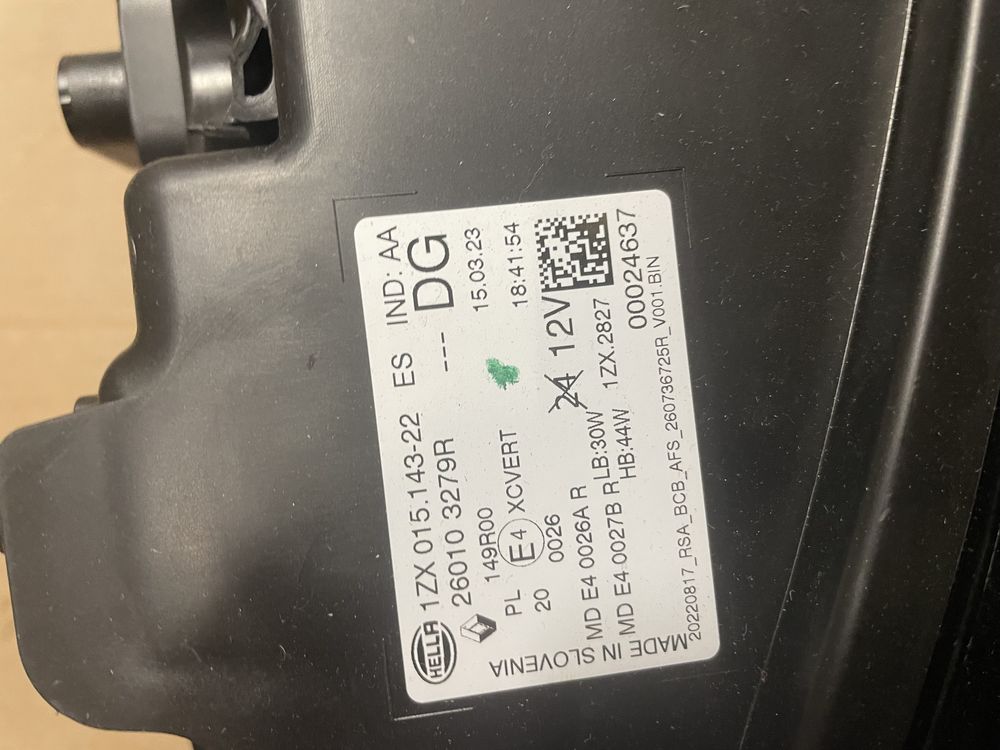 HELLA 1ZX 015.143-22 ES IND: AA
26010 3279R --- DG
149R00 15.03.23
PL E4 XCVERT 18:41:54
20 0026 24 12V
MD E4 0026A R LB:30W 1ZX.2827
MD E4 0027B R HB:44W 00024637
MADE IN SLOVENIA
20220817_RSA_BCB_AFS_260736725R_V001.BIN